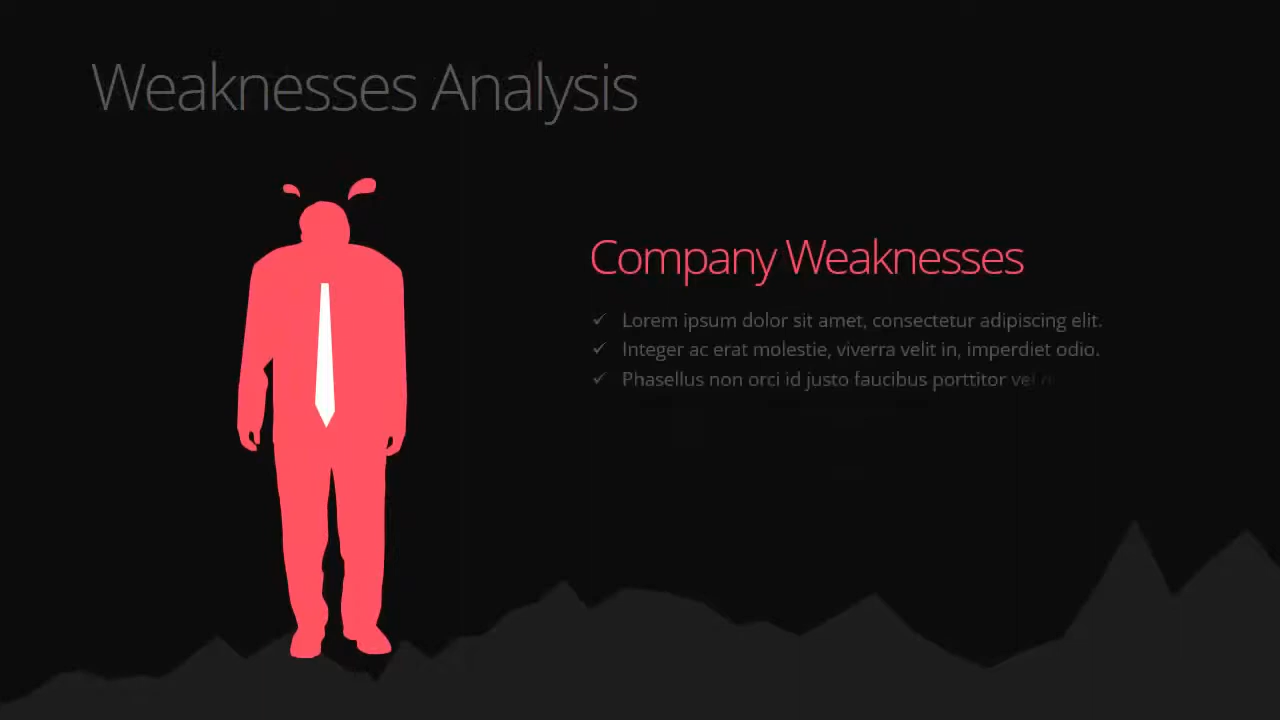 Weaknesses Analysis
Company Weaknesses
✓ Lorem ipsum dolor sit amet, consectetur adipiscing elit.
✓ Integer ac erat molestie, viverra velit in, imperdiet odio.
✓ Phasellus non orci id justo faucibus porttitor vel